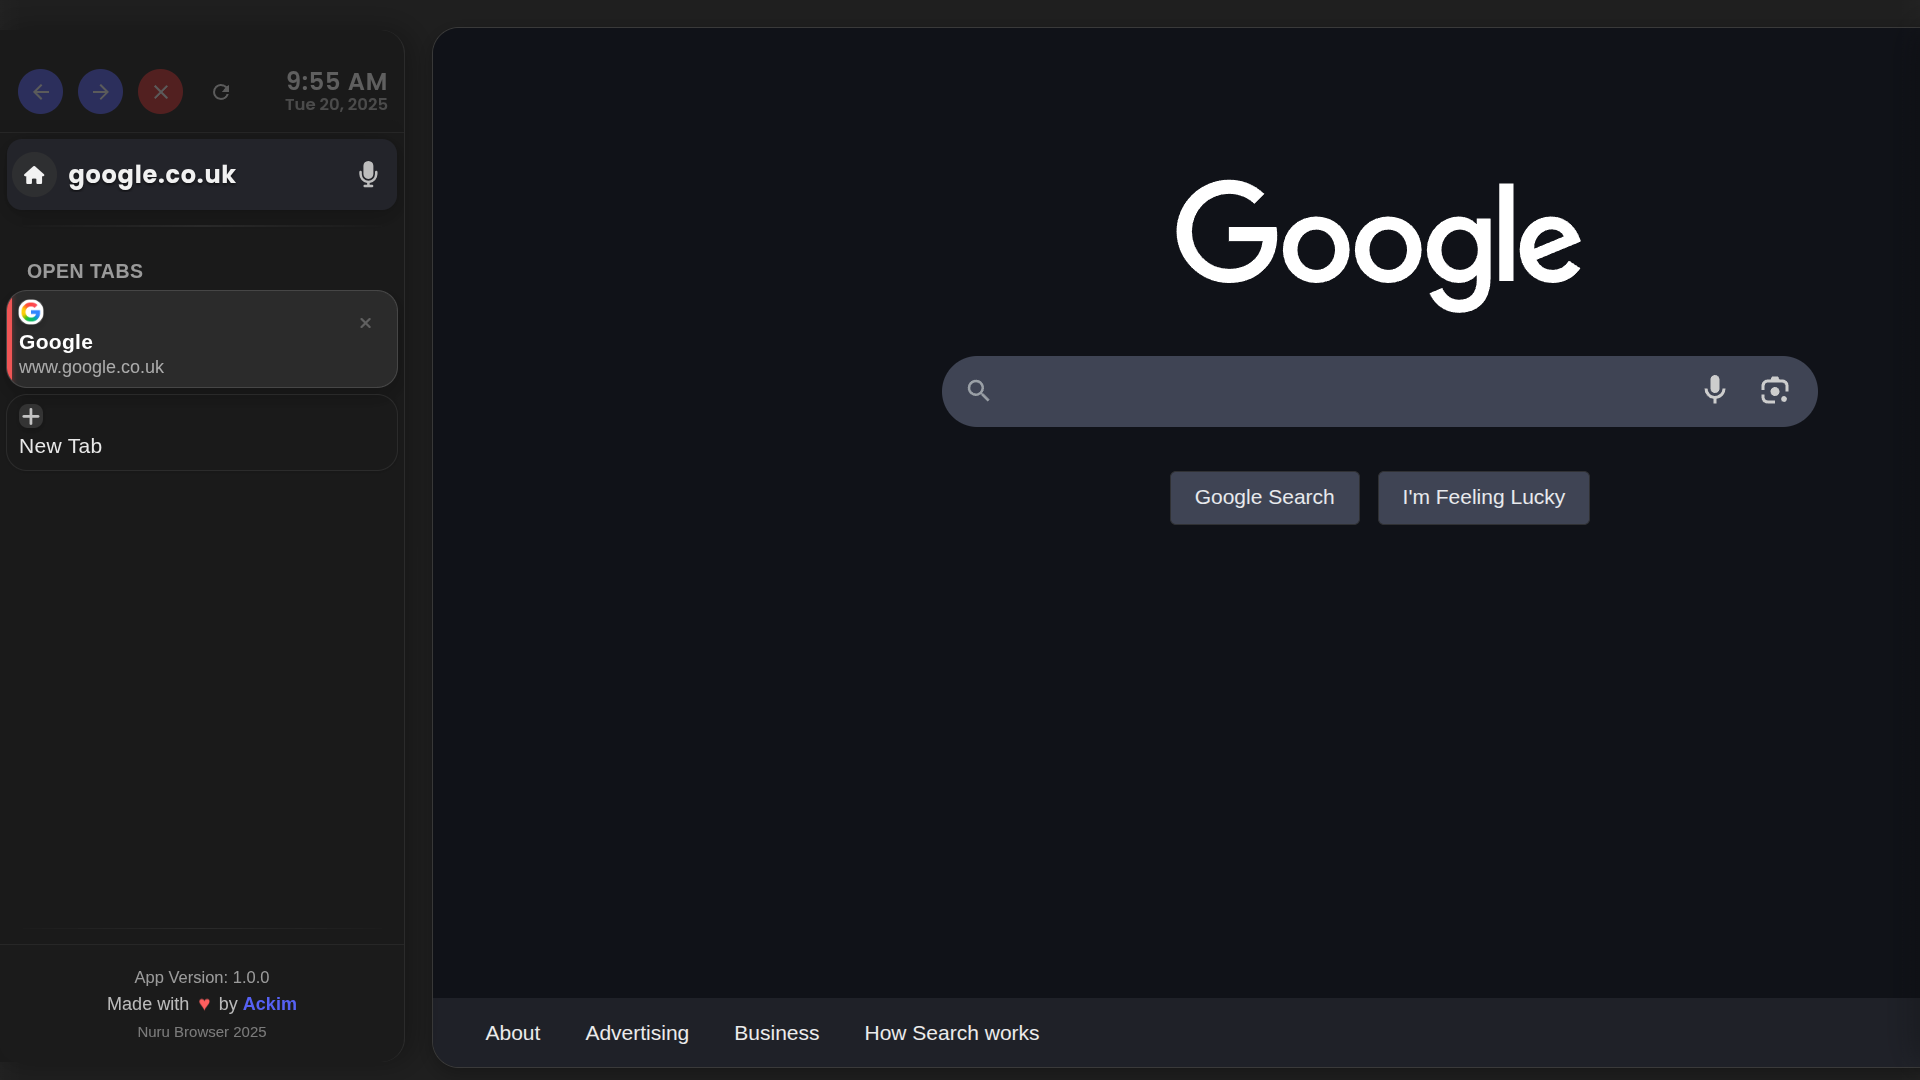 9:55 AM
Tue 20, 2025
google.co.uk
OPEN TABS
Google
www.google.co.uk
New Tab
App Version: 1.0.0
Made with ♥ by Ackim
Nuru Browser 2025
Google
Google Search
I'm Feeling Lucky
About
Advertising
Business
How Search works